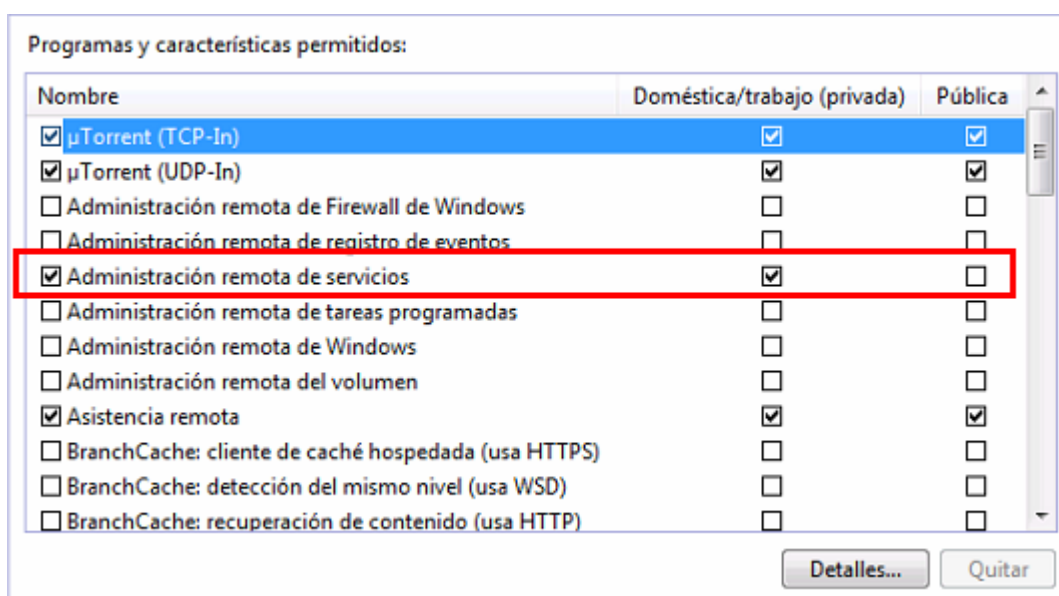 Programas y características permitidos:
Nombre Doméstica/trabajo (privada) Pública
µTorrent (TCP-In)
µTorrent (UDP-In)
Administración remota de Firewall de Windows
Administración remota de registro de eventos
Administración remota de servicios
Administración remota de tareas programadas
Administración remota de Windows
Administración remota del volumen
Asistencia remota
BranchCache: cliente de caché hospedada (usa HTTPS)
BranchCache: detección del mismo nivel (usa WSD)
BranchCache: recuperación de contenido (usa HTTP)
Detalles... Quitar